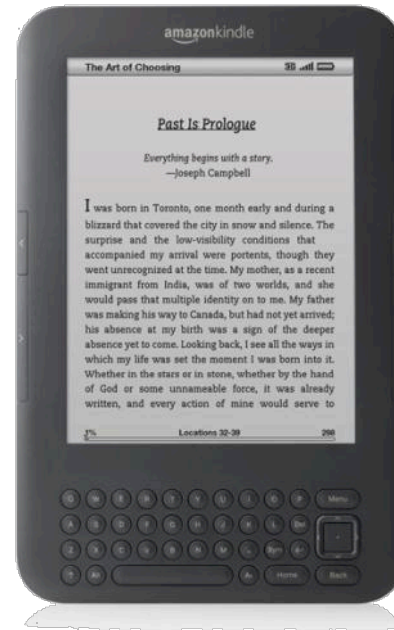 amazonkindle
The Art of Choosing 3G
Past Is Prologue
Everything begins with a story.
—Joseph Campbell
I was born in Toronto, one month early and during a
blizzard that covered the city in snow and silence. The
surprise and the low-visibility conditions that
accompanied my arrival were portents, though they
went unrecognized at the time. My mother, as a recent
immigrant from India, was of two worlds, and she
would pass that multiple identity on to me. My father
was making his way to Canada, but had not yet arrived;
his absence at my birth was a sign of the deeper
absence yet to come. Looking back, I see all the ways in
which my life was set the moment I was born into it.
Whether in the stars or in stone, whether by the hand
of God or some unnameable force, it was already
written, and every action of mine would serve to
1% Locations 32-39 298
Q W E R T Y U I O P Menu
A S D F G H J K L Del
Z X C V B N M . Sym
Alt Aa Home Back